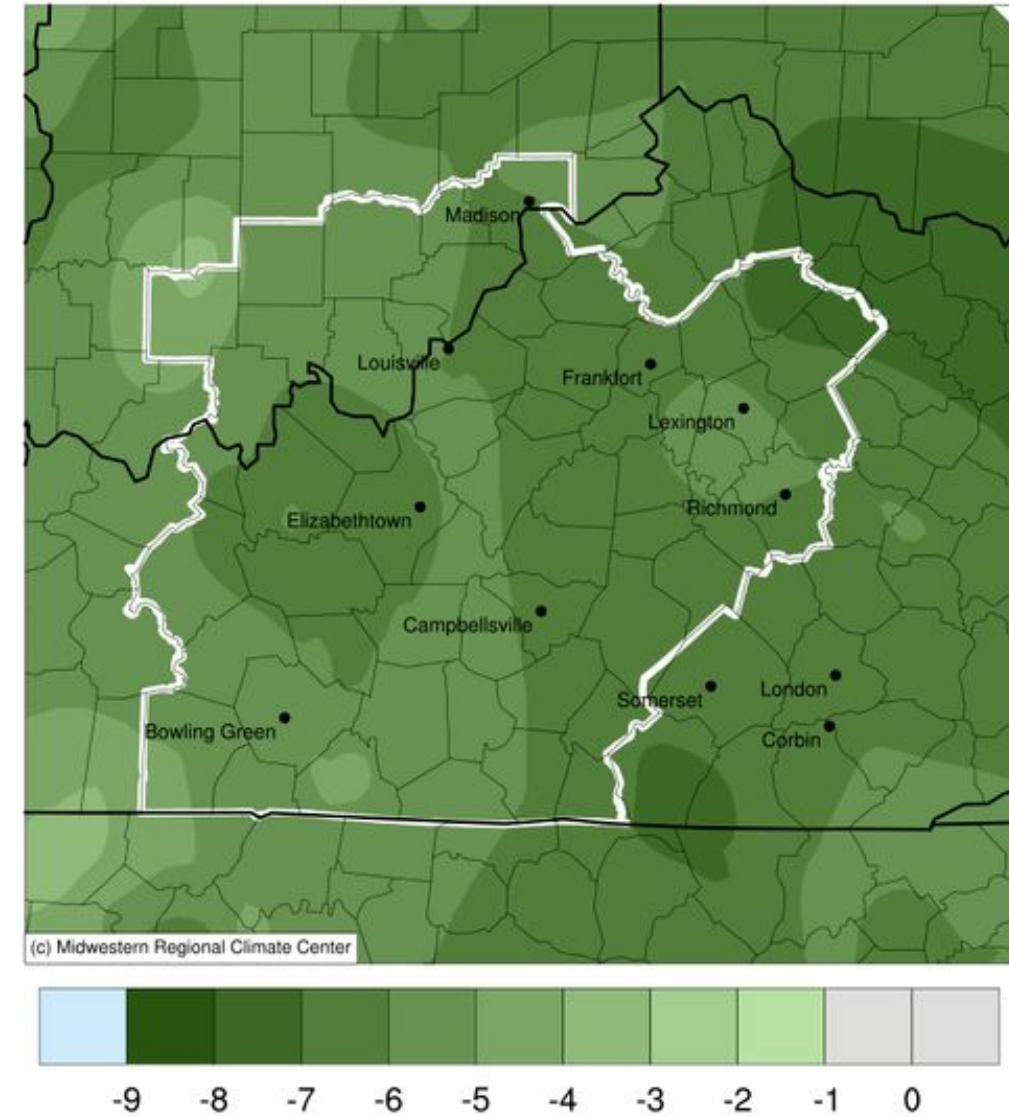 Madison
Louisville
Frankfort
Lexington
Richmond
Elizabethtown
Campbellsville
Somerset
London
Bowling Green
Corbin
(c) Midwestern Regional Climate Center
-9 -8 -7 -6 -5 -4 -3 -2 -1 0